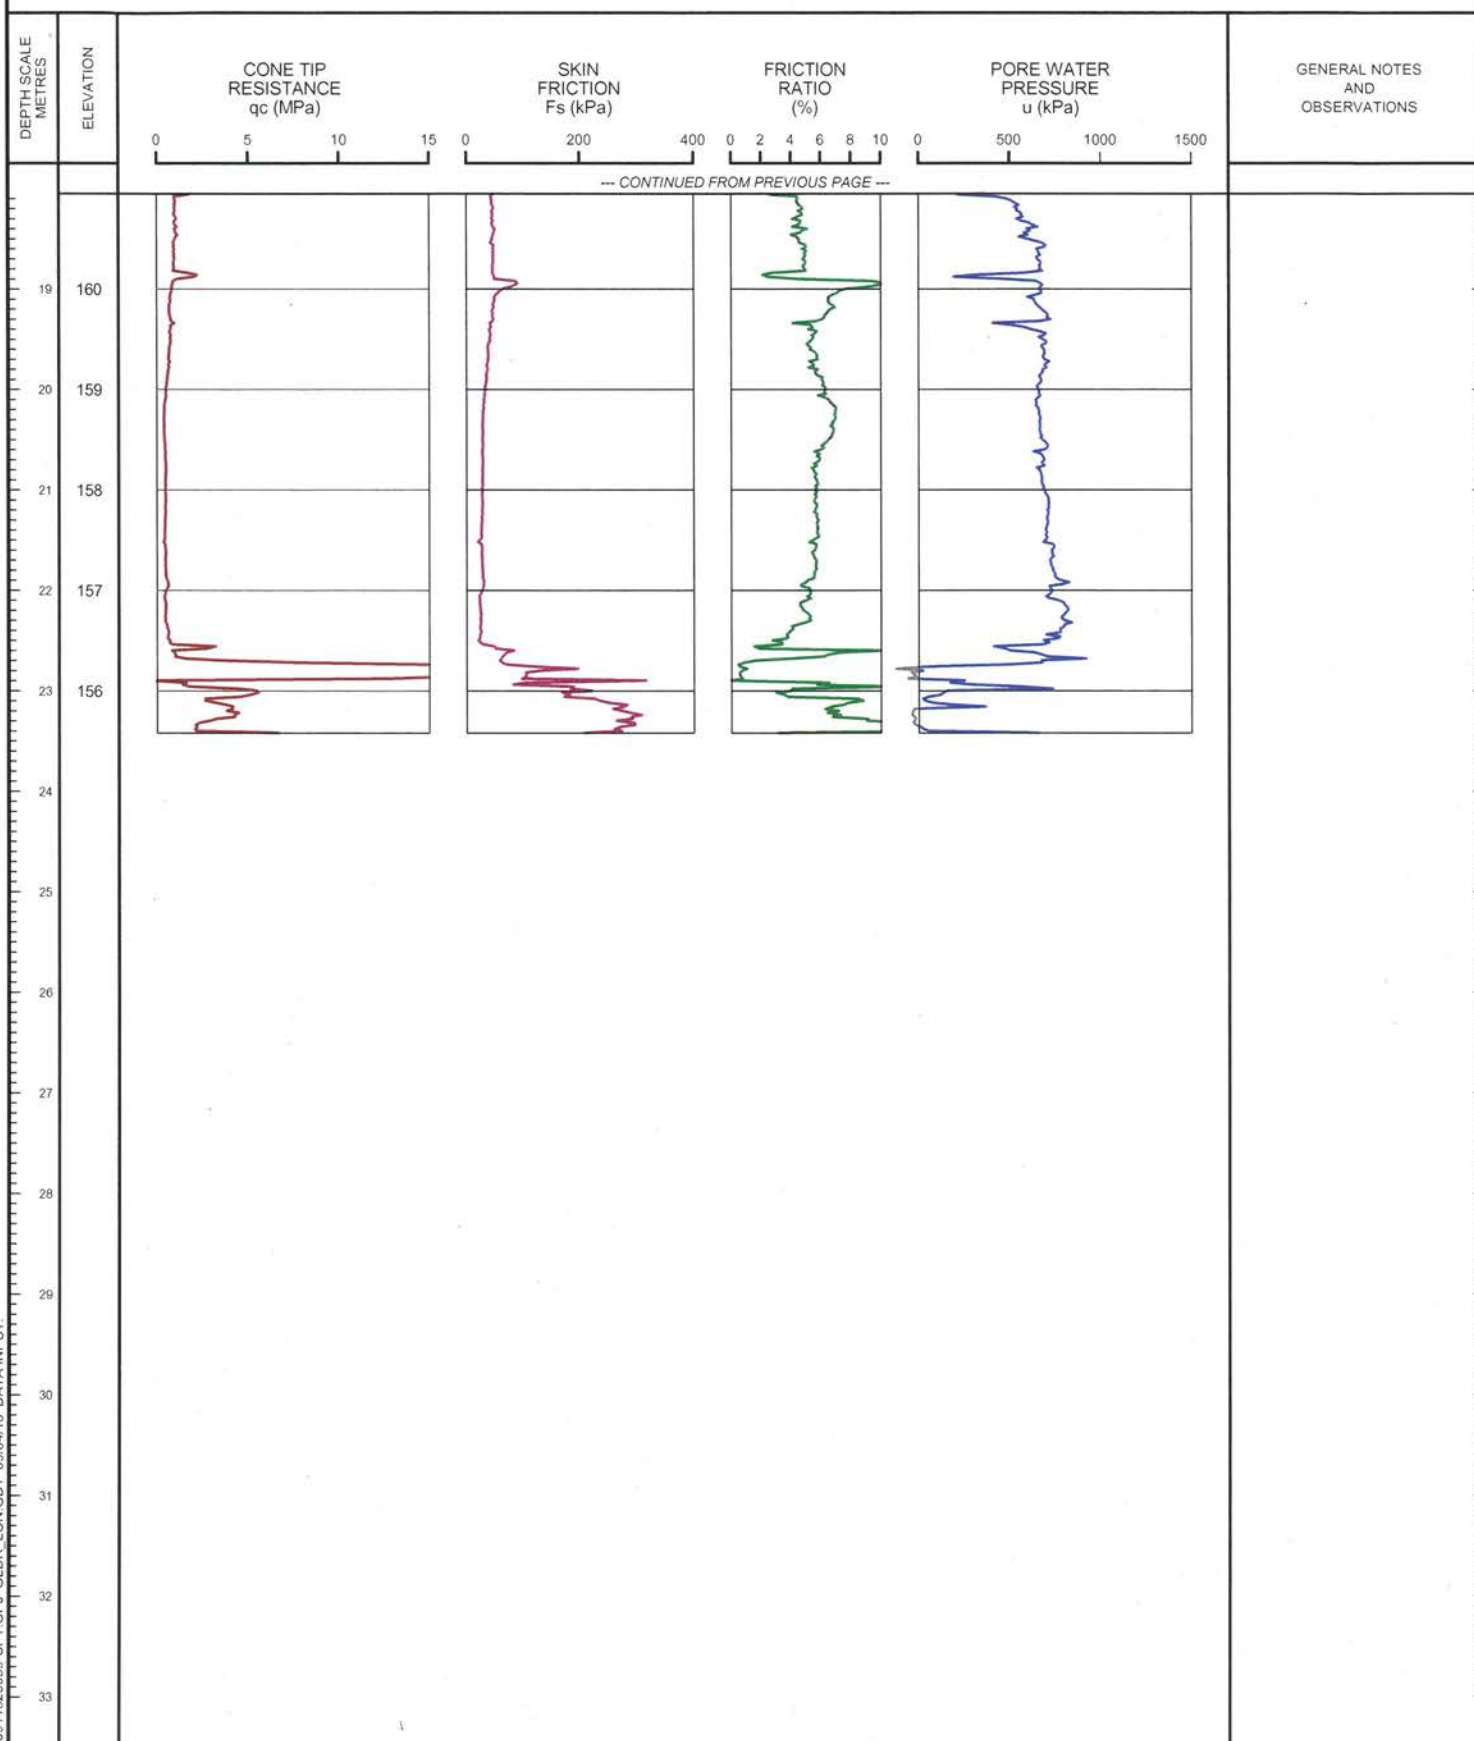 DEPTH SCALE
METRES
ELEVATION
CONE TIP
RESISTANCE
qc (MPa)
SKIN
FRICTION
Fs (kPa)
FRICTION
RATIO
(%)
PORE WATER
PRESSURE
u (kPa)
GENERAL NOTES
AND
OBSERVATIONS
0 5 10 15
0 200 400
0 2 4 6 8 10
0 500 1000 1500
--- CONTINUED FROM PREVIOUS PAGE ---
19 160
20 159
21 158
22 157
23 156
24
25
26
27
28
29
30
31
32
33